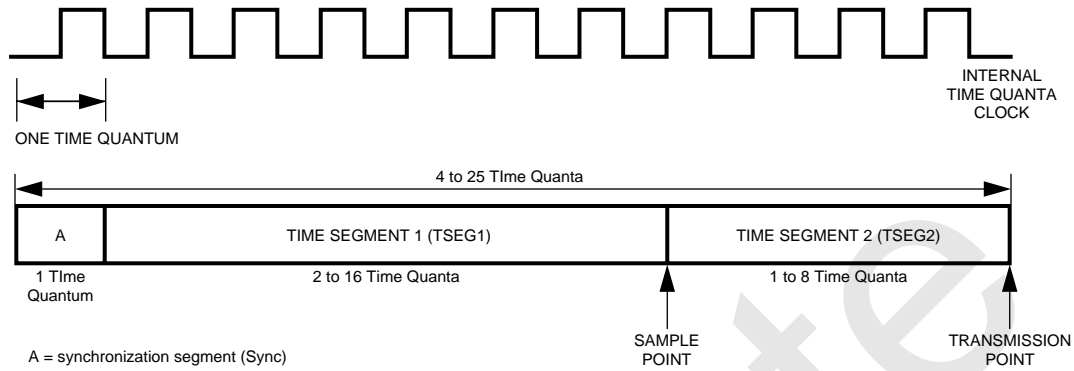 INTERNAL
TIME QUANTA
CLOCK
ONE TIME QUANTUM
4 to 25 TIme Quanta
A
TIME SEGMENT 1 (TSEG1)
TIME SEGMENT 2 (TSEG2)
1 TIme
Quantum
2 to 16 Time Quanta
1 to 8 Time Quanta
A = synchronization segment (Sync)
SAMPLE
POINT
TRANSMISSION
POINT
te